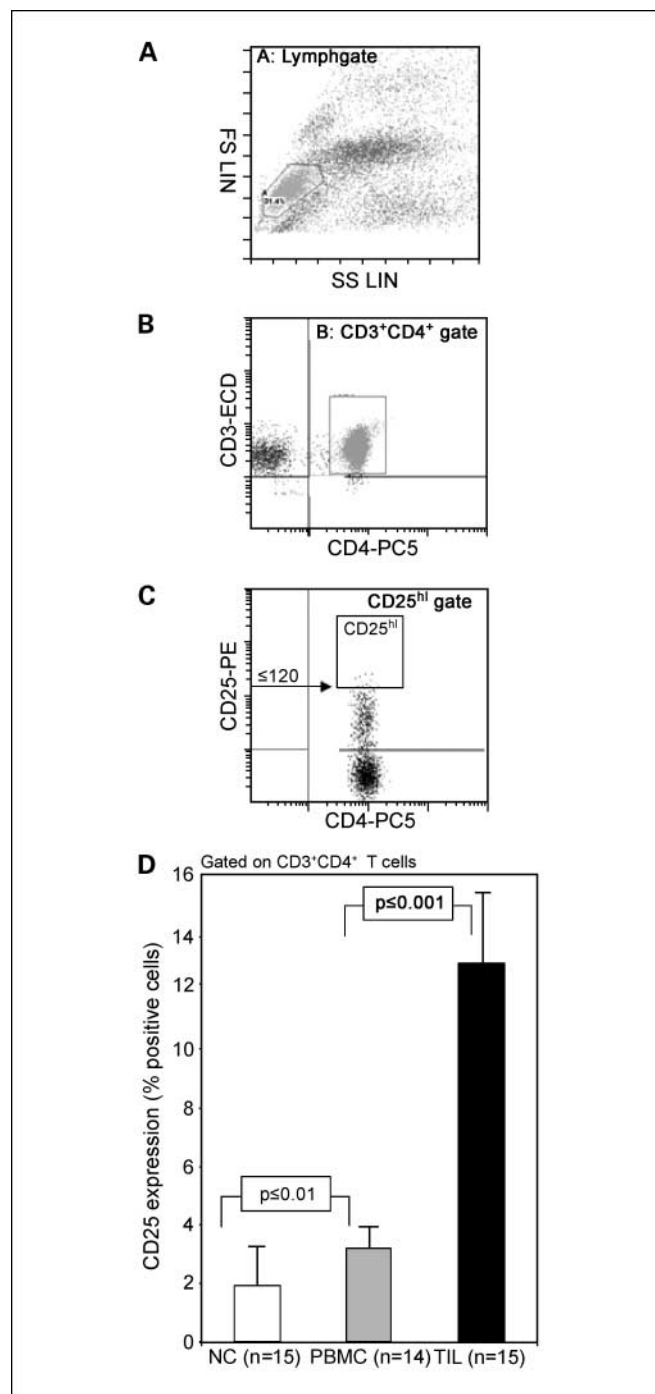 A
A: Lymphgate
FS LIN
A
SS LIN
B
B: CD3⁺CD4⁺ gate
CD3-ECD
CD4-PC5
C
CD25ʰⁱ gate
CD25ʰⁱ
CD25-PE
≤120
CD4-PC5
D
Gated on CD3⁺CD4⁺ T cells
CD25 expression (% positive cells)
16
14
12
10
8
6
4
2
0
p≤0.001
p≤0.01
NC (n=15) PBMC (n=14) TIL (n=15)